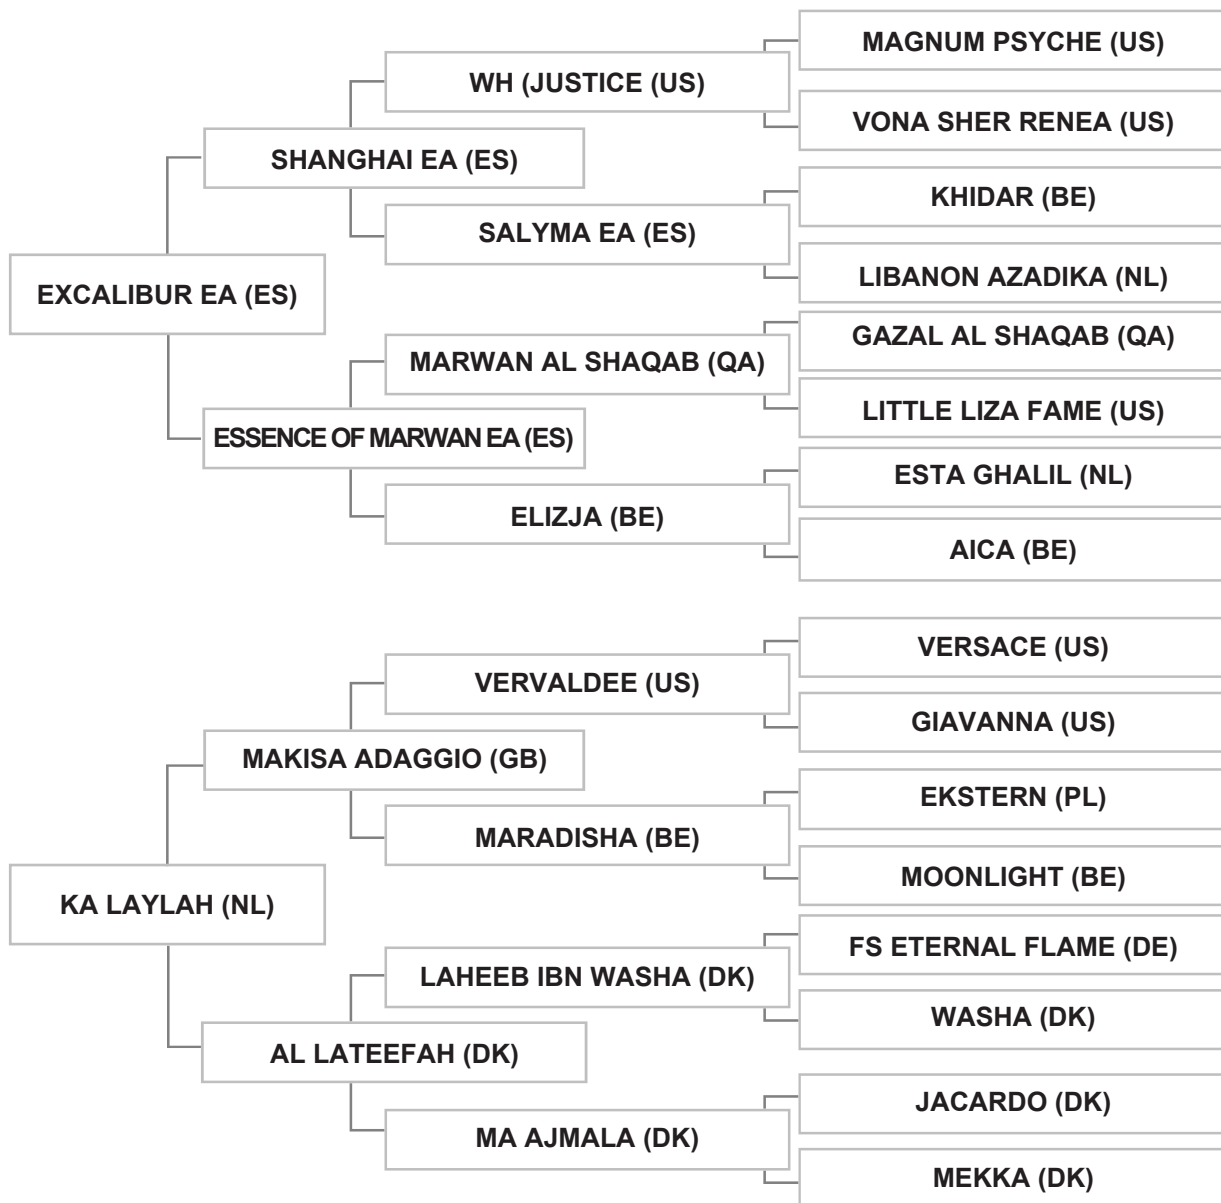 MAGNUM PSYCHE (US)
WH (JUSTICE (US)
VONA SHER RENEA (US)
SHANGHAI EA (ES)
KHIDAR (BE)
SALYMA EA (ES)
LIBANON AZADIKA (NL)
EXCALIBUR EA (ES)
GAZAL AL SHAQAB (QA)
MARWAN AL SHAQAB (QA)
LITTLE LIZA FAME (US)
ESSENCE OF MARWAN EA (ES)
ESTA GHALIL (NL)
ELIZJA (BE)
AICA (BE)
VERSACE (US)
VERVALDEE (US)
GIAVANNA (US)
MAKISA ADAGGIO (GB)
EKSTERN (PL)
MARADISHA (BE)
MOONLIGHT (BE)
KA LAYLAH (NL)
FS ETERNAL FLAME (DE)
LAHEEB IBN WASHA (DK)
WASHA (DK)
AL LATEEFAH (DK)
JACARDO (DK)
MA AJMALA (DK)
MEKKA (DK)